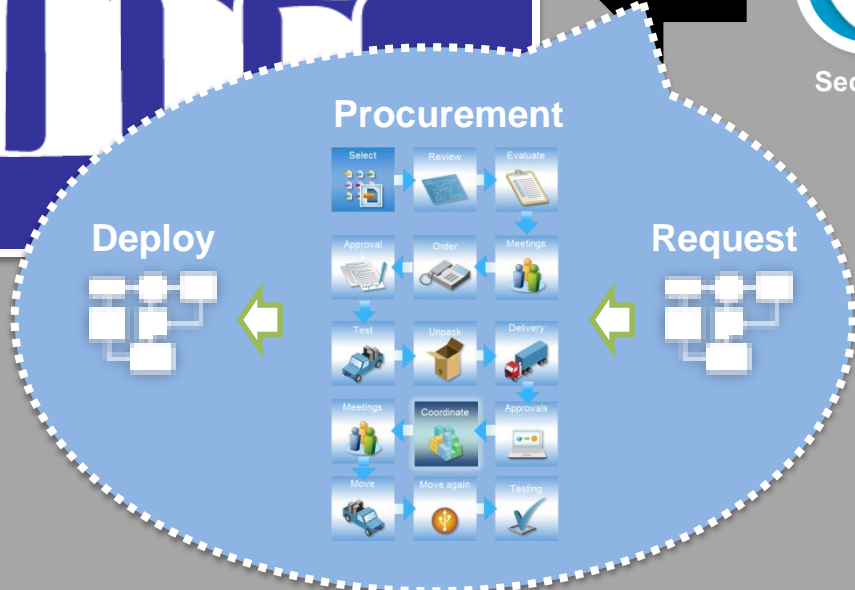 Procurement
Select
Review
Evaluate
Deploy
Request
Approval
Order
Meetings
Test
Unpack
Delivery
Meetings
Coordinate
Approvals
Move
Move again
Testing